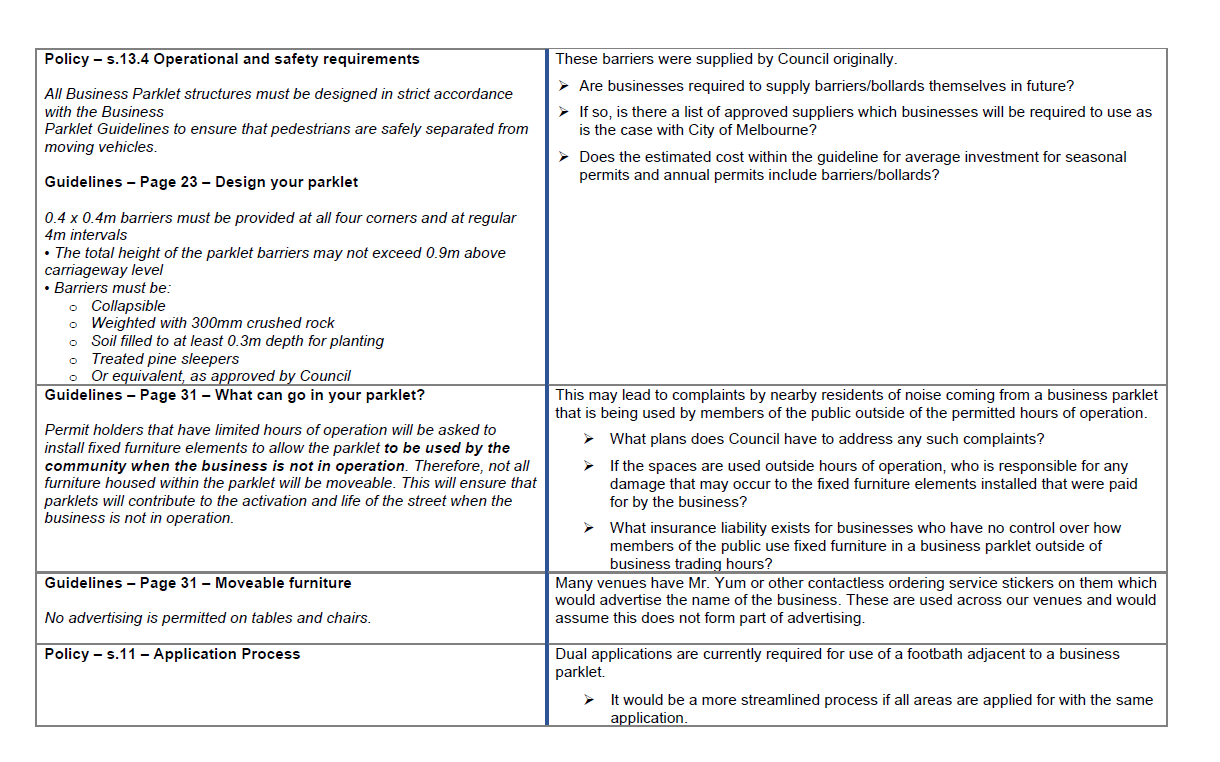 Policy – s.13.4 Operational and safety requirements
All Business Parklet structures must be designed in strict accordance
with the Business
Parklet Guidelines to ensure that pedestrians are safely separated from
moving vehicles.
Guidelines – Page 23 – Design your parklet
0.4 x 0.4m barriers must be provided at all four corners and at regular
4m intervals
• The total height of the parklet barriers may not exceed 0.9m above
carriageway level
• Barriers must be:
o Collapsible
o Weighted with 300mm crushed rock
o Soil filled to at least 0.3m depth for planting
o Treated pine sleepers
o Or equivalent, as approved by Council
These barriers were supplied by Council originally.
➢ Are businesses required to supply barriers/bollards themselves in future?
➢ If so, is there a list of approved suppliers which businesses will be required to use as
is the case with City of Melbourne?
➢ Does the estimated cost within the guideline for average investment for seasonal
permits and annual permits include barriers/bollards?
Guidelines – Page 31 – What can go in your parklet?
Permit holders that have limited hours of operation will be asked to
install fixed furniture elements to allow the parklet to be used by the
community when the business is not in operation. Therefore, not all
furniture housed within the parklet will be moveable. This will ensure that
parklets will contribute to the activation and life of the street when the
business is not in operation.
This may lead to complaints by nearby residents of noise coming from a business parklet
that is being used by members of the public outside of the permitted hours of operation.
➢ What plans does Council have to address any such complaints?
➢ If the spaces are used outside hours of operation, who is responsible for any
damage that may occur to the fixed furniture elements installed that were paid
for by the business?
➢ What insurance liability exists for businesses who have no control over how
members of the public use fixed furniture in a business parklet outside of
business trading hours?
Guidelines – Page 31 – Moveable furniture
No advertising is permitted on tables and chairs.
Many venues have Mr. Yum or other contactless ordering service stickers on them which
would advertise the name of the business. These are used across our venues and would
assume this does not form part of advertising.
Policy – s.11 – Application Process
Dual applications are currently required for use of a footbath adjacent to a business
parklet.
➢ It would be a more streamlined process if all areas are applied for with the same
application.